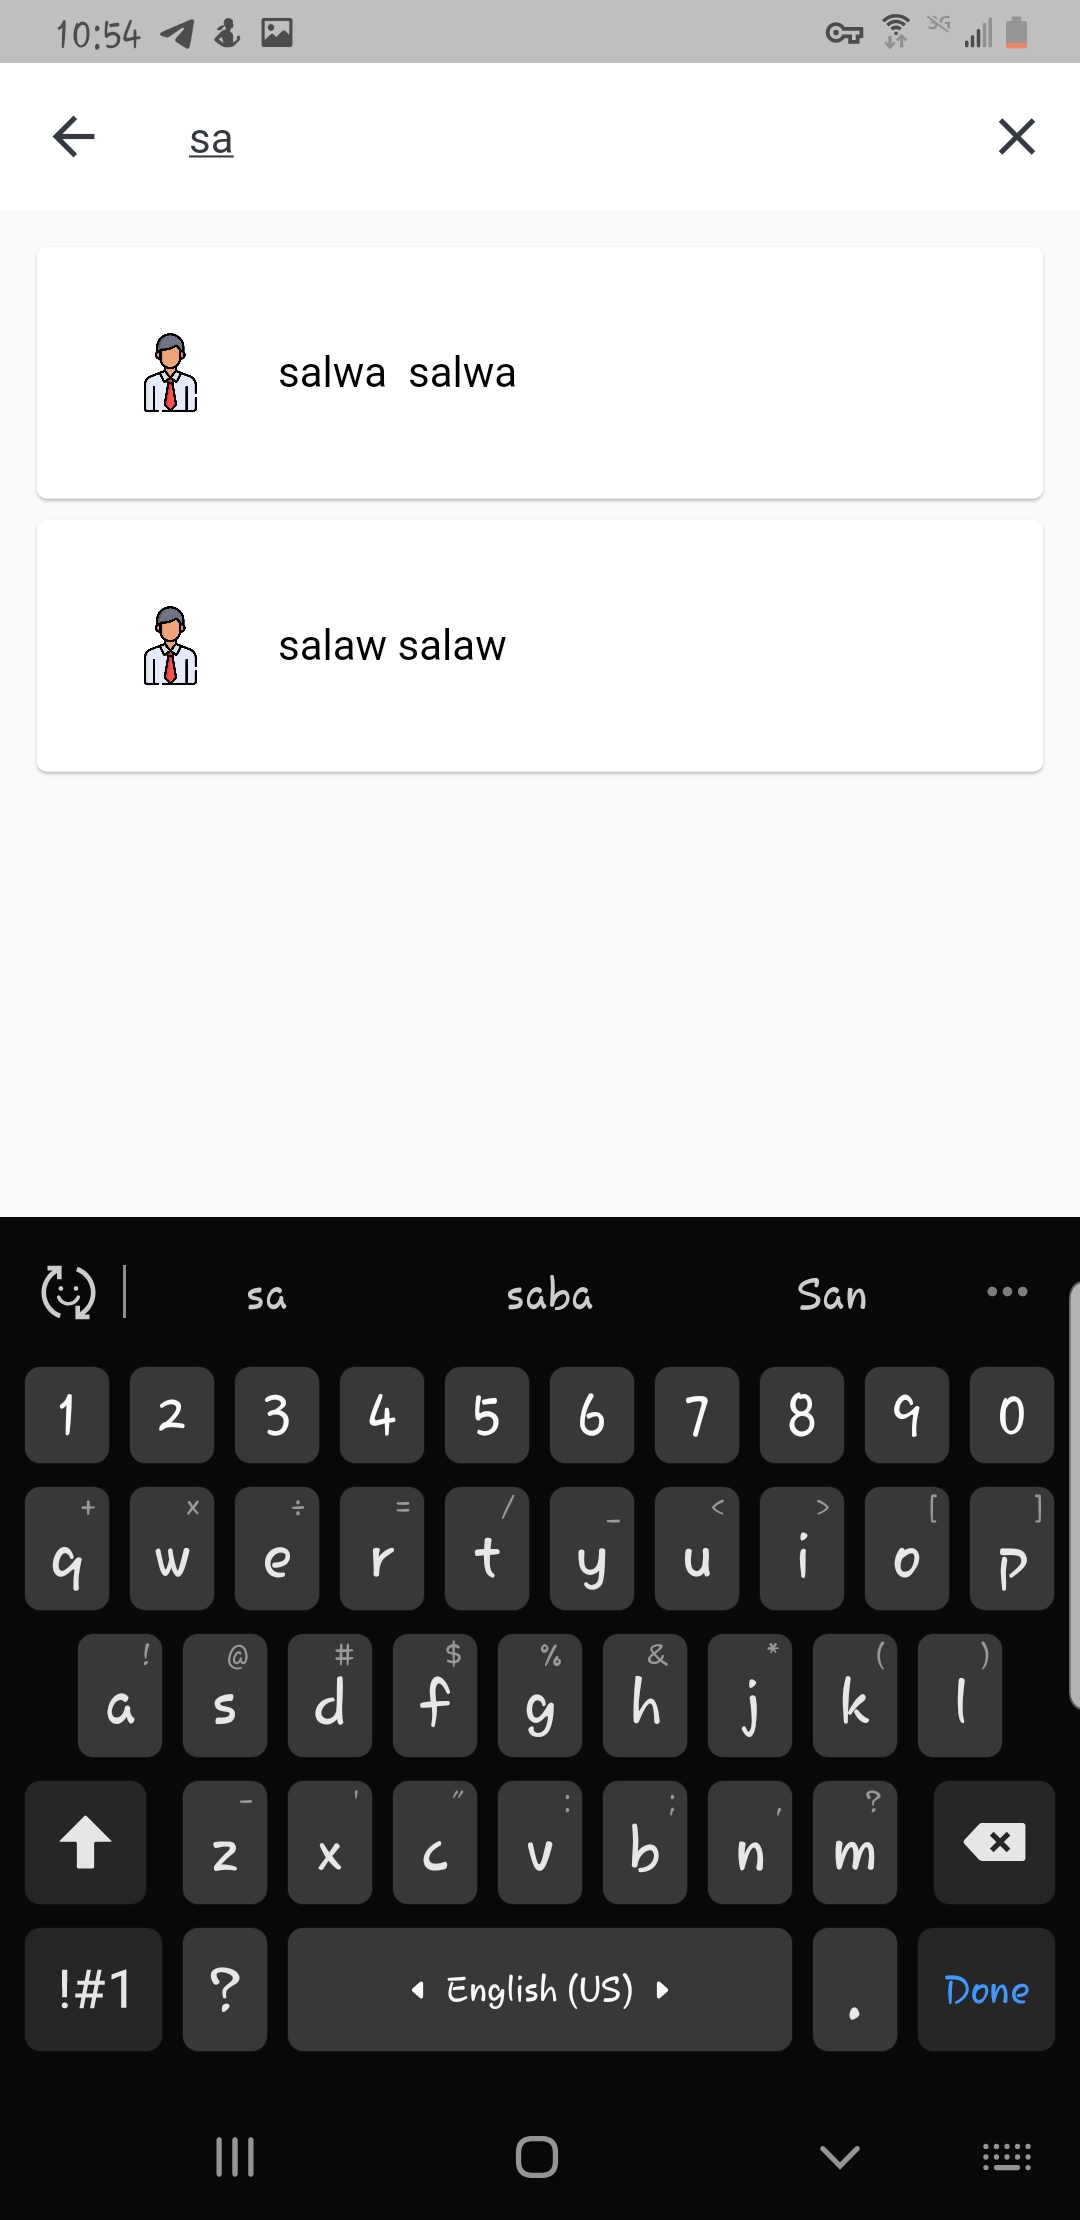 10:54 3G
sa
salwa  salwa
salaw salaw
sa saba San
1 2 3 4 5 6 7 8 9 0
+ × ÷ = / _ < > [ ]
q w e r t y u i o p
! @ # $ % & * ( )
a s d f g h j k l
- ' " : ; , ?
z x c v b n m
!#1 ? English (US) . Done